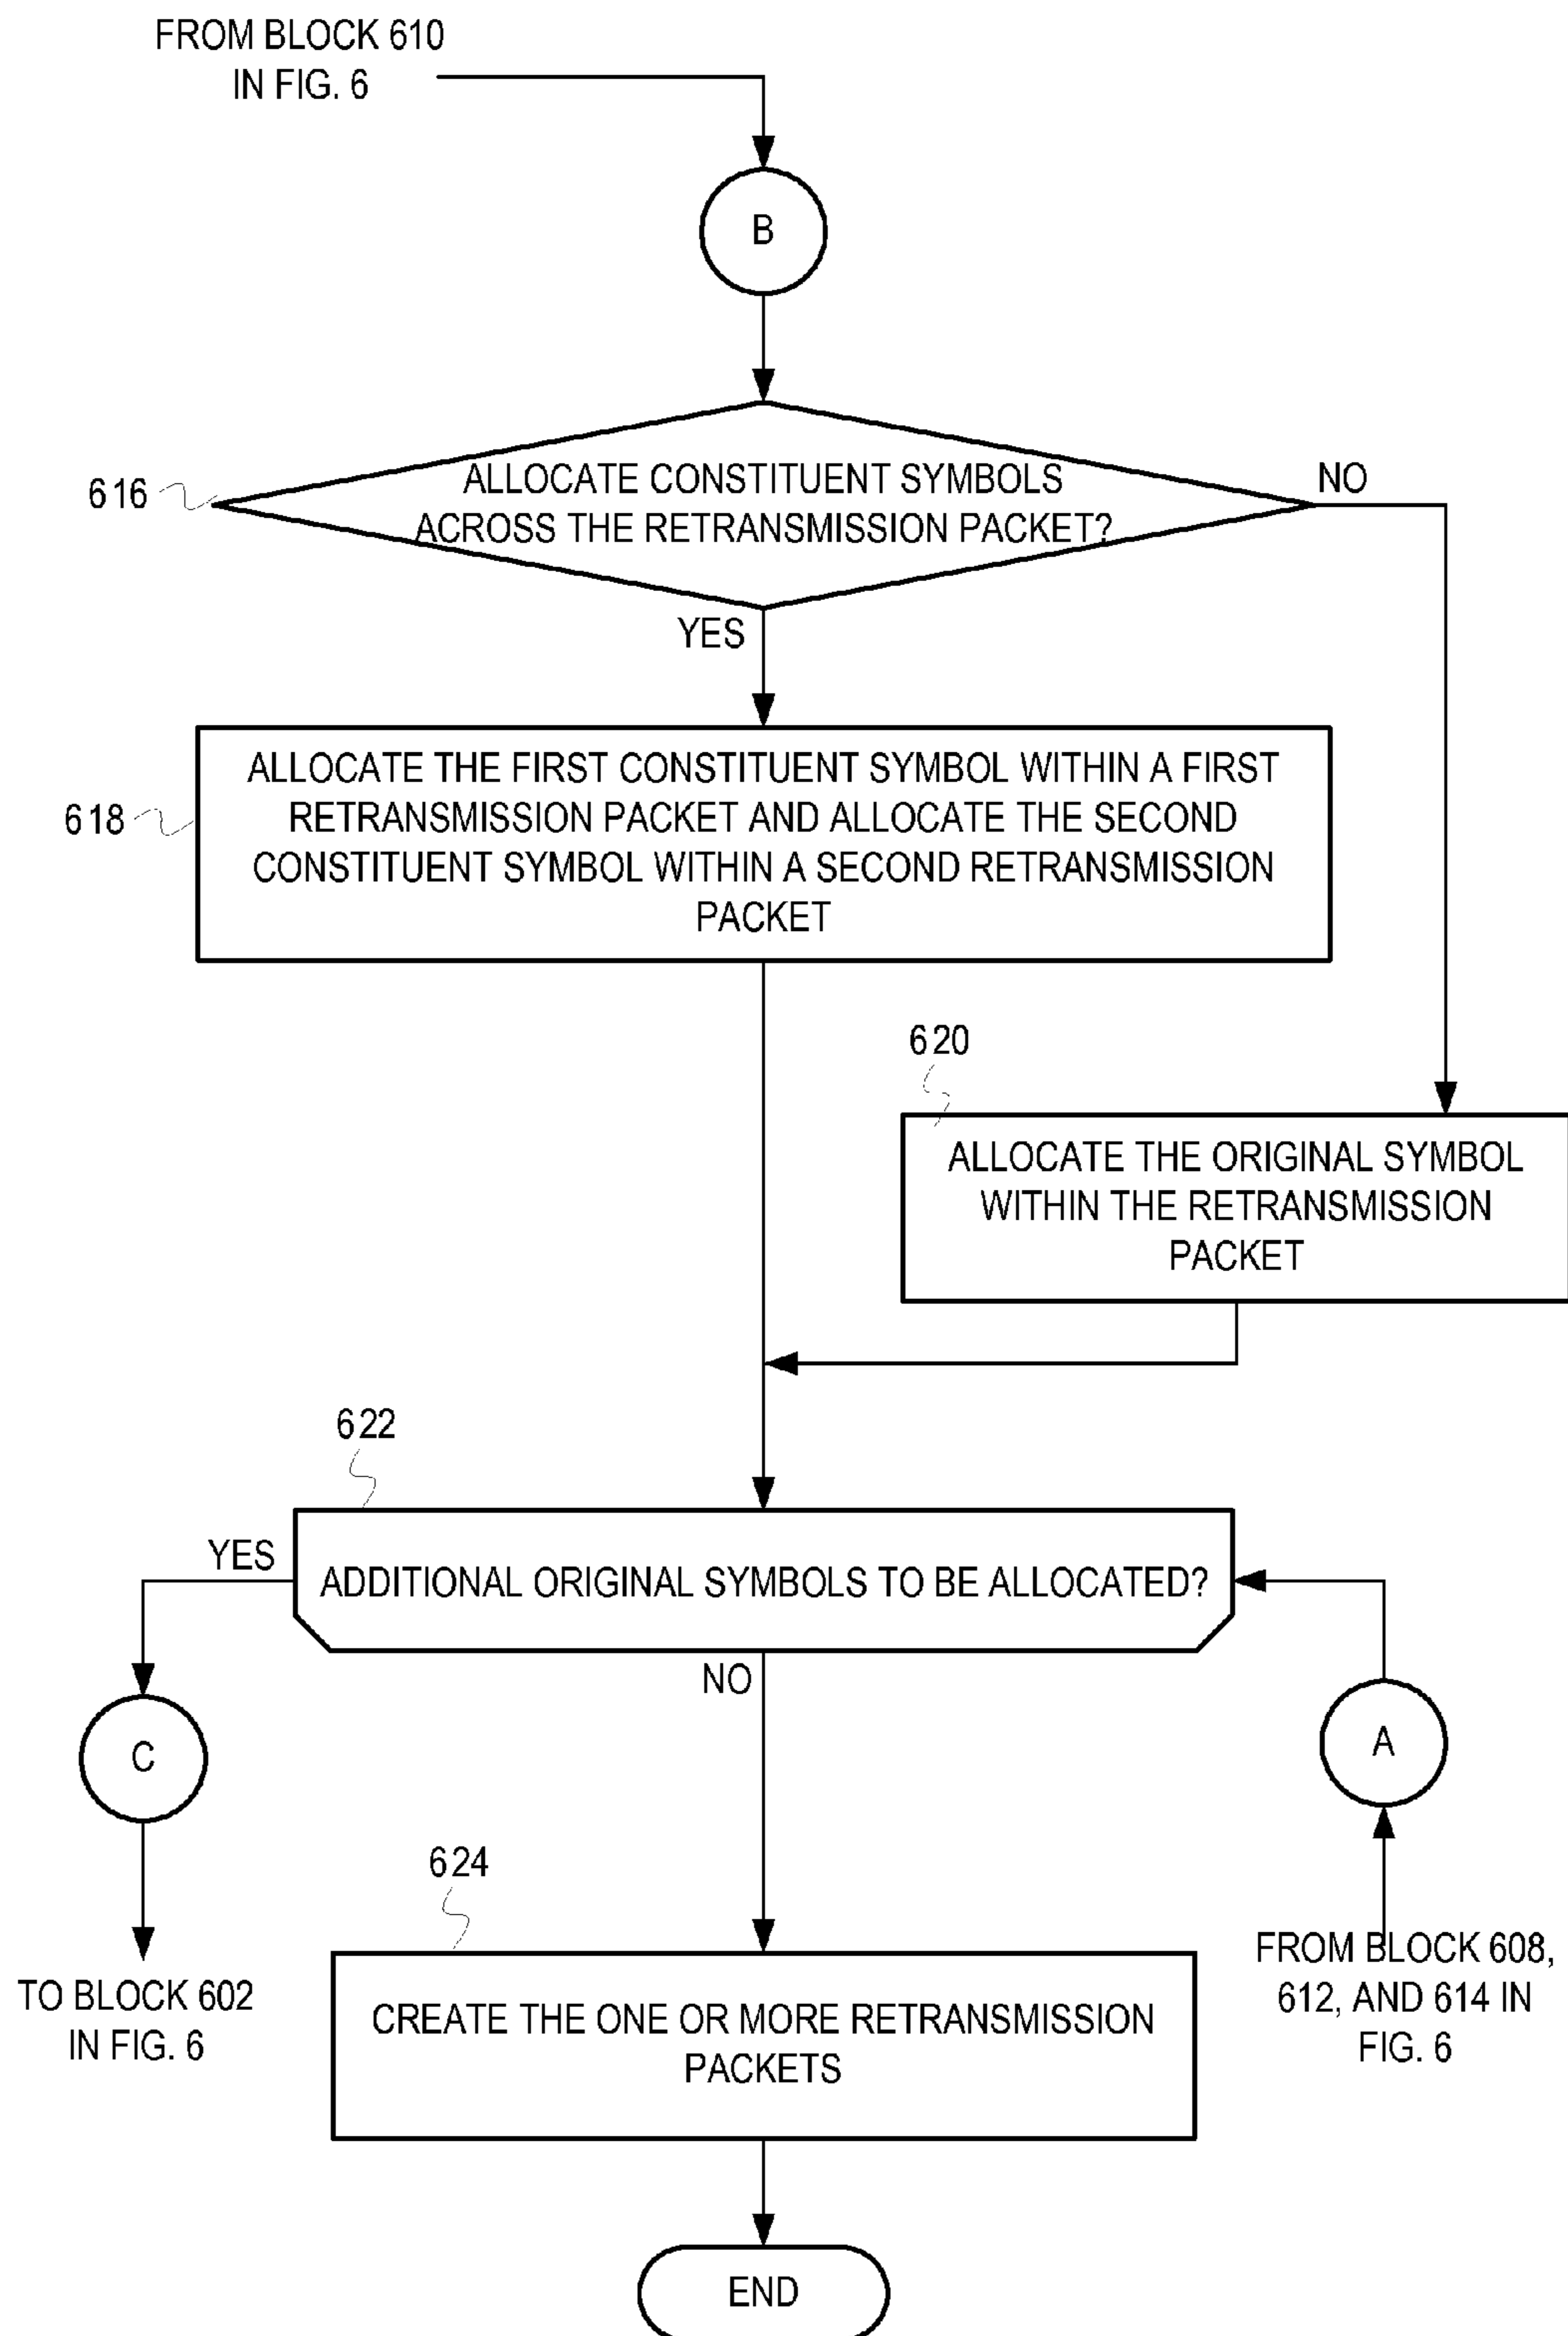 FROM BLOCK 610
IN FIG. 6
B
616
ALLOCATE CONSTITUENT SYMBOLS
ACROSS THE RETRANSMISSION PACKET?
NO
YES
618
ALLOCATE THE FIRST CONSTITUENT SYMBOL WITHIN A FIRST
RETRANSMISSION PACKET AND ALLOCATE THE SECOND
CONSTITUENT SYMBOL WITHIN A SECOND RETRANSMISSION
PACKET
620
ALLOCATE THE ORIGINAL SYMBOL
WITHIN THE RETRANSMISSION
PACKET
622
YES
ADDITIONAL ORIGINAL SYMBOLS TO BE ALLOCATED?
NO
C
A
624
TO BLOCK 602
IN FIG. 6
CREATE THE ONE OR MORE RETRANSMISSION
PACKETS
FROM BLOCK 608,
612, AND 614 IN
FIG. 6
END